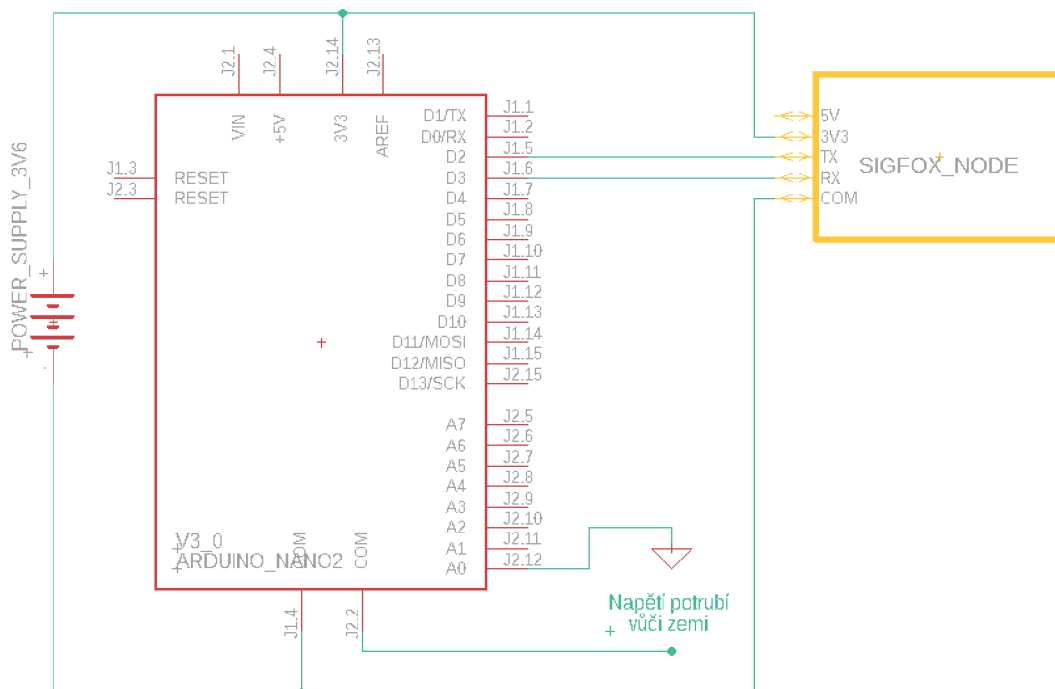 J2.1
J2.4
J2.14
J2.13
VIN
+5V
3V3
AREF
J1.3
RESET
J2.3
RESET
POWER_SUPPLY_3V6
D1/TX
J1.1
D0/RX
J1.2
D2
J1.5
D3
J1.6
D4
J1.7
D5
J1.8
D6
J1.9
D7
J1.10
D8
J1.11
D9
J1.12
D10
J1.13
D11/MOSI
J1.14
D12/MISO
J1.15
D13/SCK
J2.15
A7
J2.5
A6
J2.6
A5
J2.7
A4
J2.8
A3
J2.9
A2
J2.10
A1
J2.11
A0
J2.12
V3_0
ARDUINO_NANO2
COM
COM
J1.4
J2.2
5V
3V3
TX
RX
COM
SIGFOX_NODE
Napětí potrubí
vůči zemi